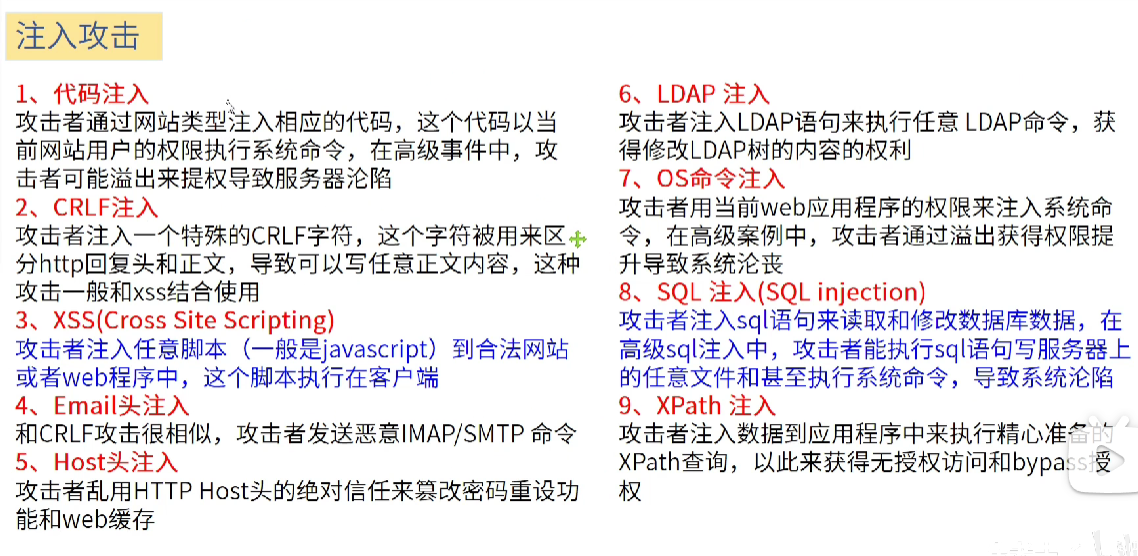 注入攻击
1、代码注入
攻击者通过网站类型注入相应的代码，这个代码以当
前网站用户的权限执行系统命令，在高级事件中，攻
击者可能溢出来提权导致服务器沦陷
2、CRLF注入
攻击者注入一个特殊的CRLF字符，这个字符被用来区
分http回复头和正文，导致可以写任意正文内容，这种
攻击一般和xss结合使用
3、XSS(Cross Site Scripting)
攻击者注入任意脚本（一般是javascript）到合法网站
或者web程序中，这个脚本执行在客户端
4、Email头注入
和CRLF攻击很相似，攻击者发送恶意IMAP/SMTP 命令
5、Host头注入
攻击者乱用HTTP Host头的绝对信任来篡改密码重设功
能和web缓存
6、LDAP 注入
攻击者注入LDAP语句来执行任意 LDAP命令，获
得修改LDAP树的内容的权利
7、OS命令注入
攻击者用当前web应用程序的权限来注入系统命
令，在高级案例中，攻击者通过溢出获得权限提
升导致系统沦丧
8、SQL 注入(SQL injection)
攻击者注入sql语句来读取和修改数据库数据，在
高级sql注入中，攻击者能执行sql语句写服务器上
的任意文件和甚至执行系统命令，导致系统沦陷
9、XPath 注入
攻击者注入数据到应用程序中来执行精心准备的
XPath查询，以此来获得无授权访问和bypass授
权